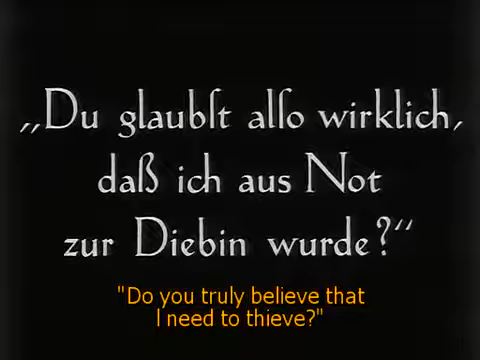 „Du glaubſt alſo wirklich,
daß ich aus Not
zur Diebin wurde?“
"Do you truly believe that
I need to thieve?"